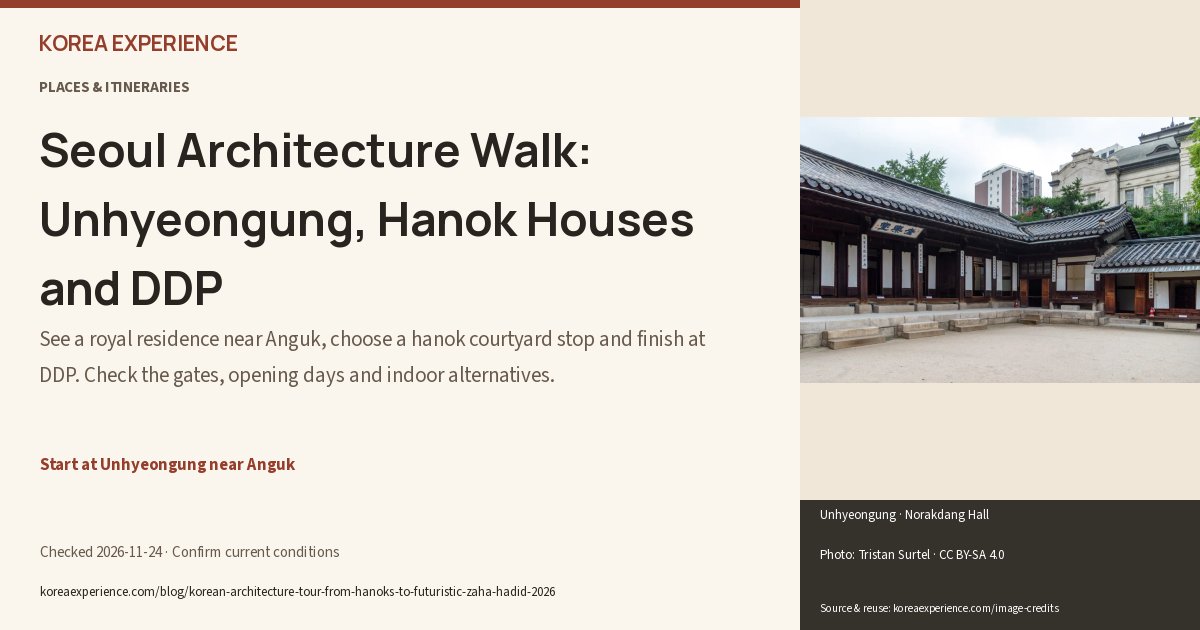 KOREA EXPERIENCE
PLACES & ITINERARIES
Seoul Architecture Walk:
Unhyeongung, Hanok Houses
and DDP
See a royal residence near Anguk, choose a hanok courtyard stop and finish at
DDP. Check the gates, opening days and indoor alternatives.
Start at Unhyeongung near Anguk
Checked 2026-11-24 · Confirm current conditions
koreaexperience.com/blog/korean-architecture-tour-from-hanoks-to-futuristic-zaha-hadid-2026
Unhyeongung · Norakdang Hall
Photo: Tristan Surtel · CC BY-SA 4.0
Source & reuse: koreaexperience.com/image-credits